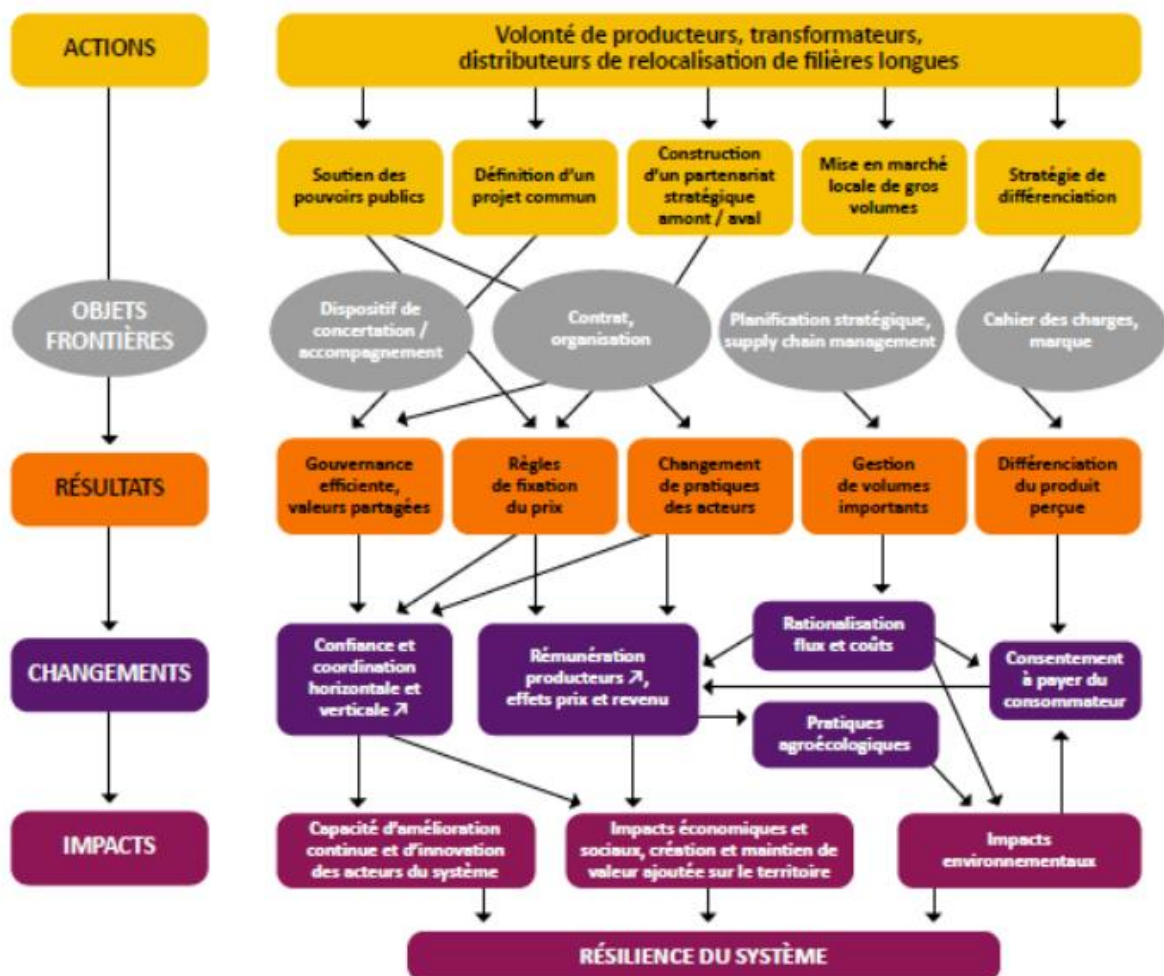 ACTIONS
Volonté de producteurs, transformateurs,
distributeurs de relocalisation de filières longues
Soutien des
pouvoirs publics
Définition d'un
projet commun
Construction
d'un partenariat
stratégique
amont / aval
Mise en marché
locale de gros
volumes
Stratégie de
différenciation
OBJETS
FRONTIÈRES
Dispositif de
concertation /
accompagnement
Contrat,
organisation
Planification stratégique,
supply chain management
Cahier des charges,
marque
RÉSULTATS
Gouvernance
efficiente,
valeurs partagées
Règles
de fixation
du prix
Changement
de pratiques
des acteurs
Gestion
de volumes
importants
Différenciation
du produit
perçue
CHANGEMENTS
Confiance et
coordination
horizontale et
verticale ↗
Rémunération
producteurs ↗,
effets prix et revenu
Rationalisation
flux et coûts
Pratiques
agroécologiques
Consentement
à payer du
consommateur
IMPACTS
Capacité d'amélioration
continue et d'innovation
des acteurs du système
Impacts économiques et
sociaux, création et maintien de
valeur ajoutée sur le territoire
Impacts
environnementaux
RÉSILIENCE DU SYSTÈME